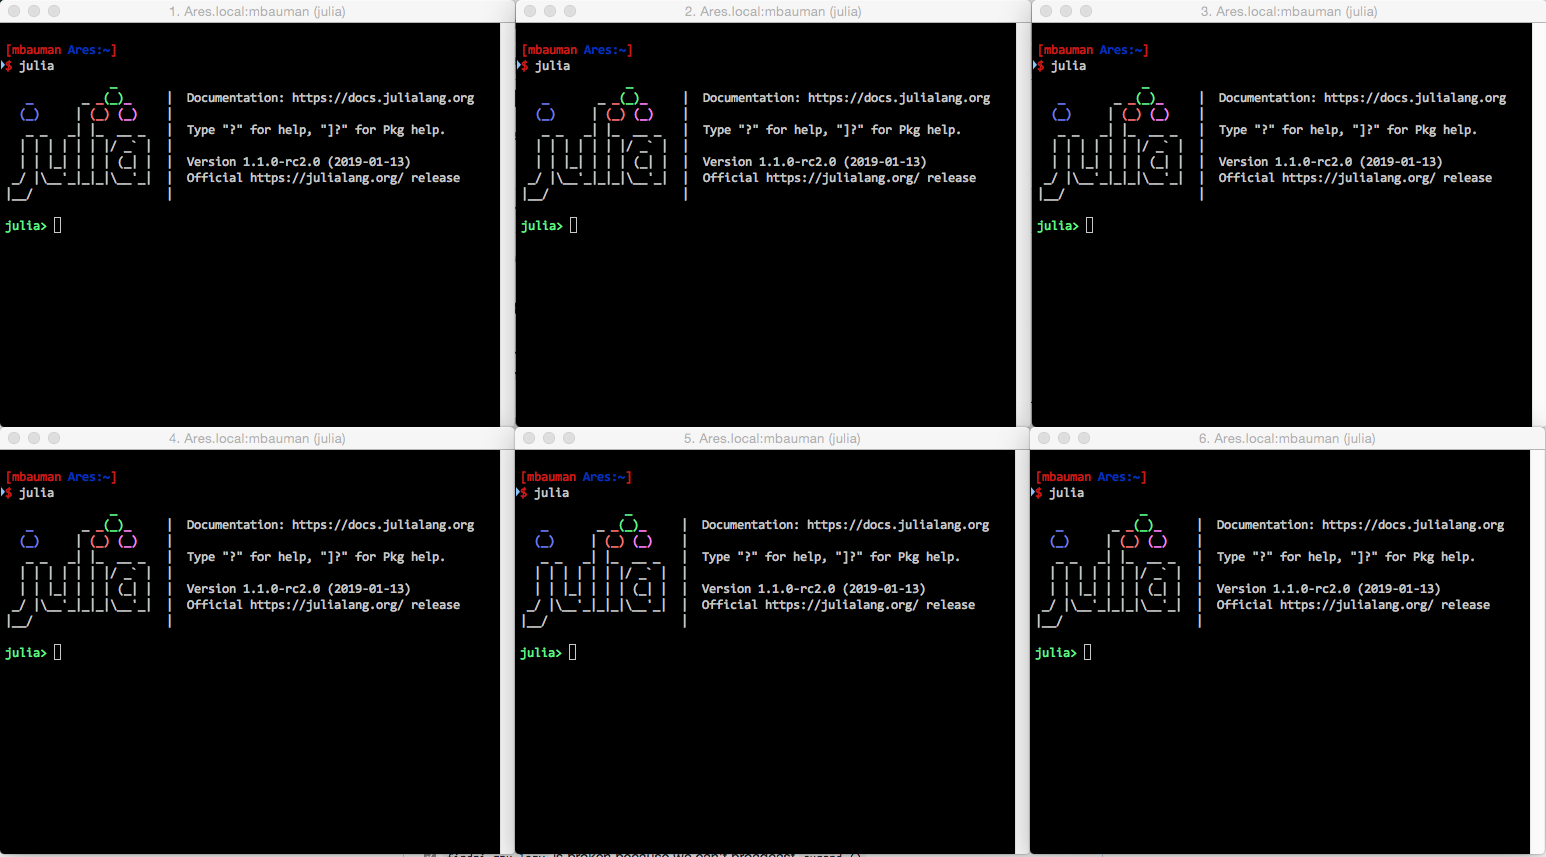 1. Ares.local:mbauman (julia)
[mbauman Ares:~]
$ julia
Documentation: https://docs.julialang.org
Type "?" for help, "]?" for Pkg help.
Version 1.1.0-rc2.0 (2019-01-13)
Official https://julialang.org/ release
julia>
2. Ares.local:mbauman (julia)
[mbauman Ares:~]
$ julia
Documentation: https://docs.julialang.org
Type "?" for help, "]?" for Pkg help.
Version 1.1.0-rc2.0 (2019-01-13)
Official https://julialang.org/ release
julia>
3. Ares.local:mbauman (julia)
[mbauman Ares:~]
$ julia
Documentation: https://docs.julialang.org
Type "?" for help, "]?" for Pkg help.
Version 1.1.0-rc2.0 (2019-01-13)
Official https://julialang.org/ release
julia>
4. Ares.local:mbauman (julia)
[mbauman Ares:~]
$ julia
Documentation: https://docs.julialang.org
Type "?" for help, "]?" for Pkg help.
Version 1.1.0-rc2.0 (2019-01-13)
Official https://julialang.org/ release
julia>
5. Ares.local:mbauman (julia)
[mbauman Ares:~]
$ julia
Documentation: https://docs.julialang.org
Type "?" for help, "]?" for Pkg help.
Version 1.1.0-rc2.0 (2019-01-13)
Official https://julialang.org/ release
julia>
6. Ares.local:mbauman (julia)
[mbauman Ares:~]
$ julia
Documentation: https://docs.julialang.org
Type "?" for help, "]?" for Pkg help.
Version 1.1.0-rc2.0 (2019-01-13)
Official https://julialang.org/ release
julia>